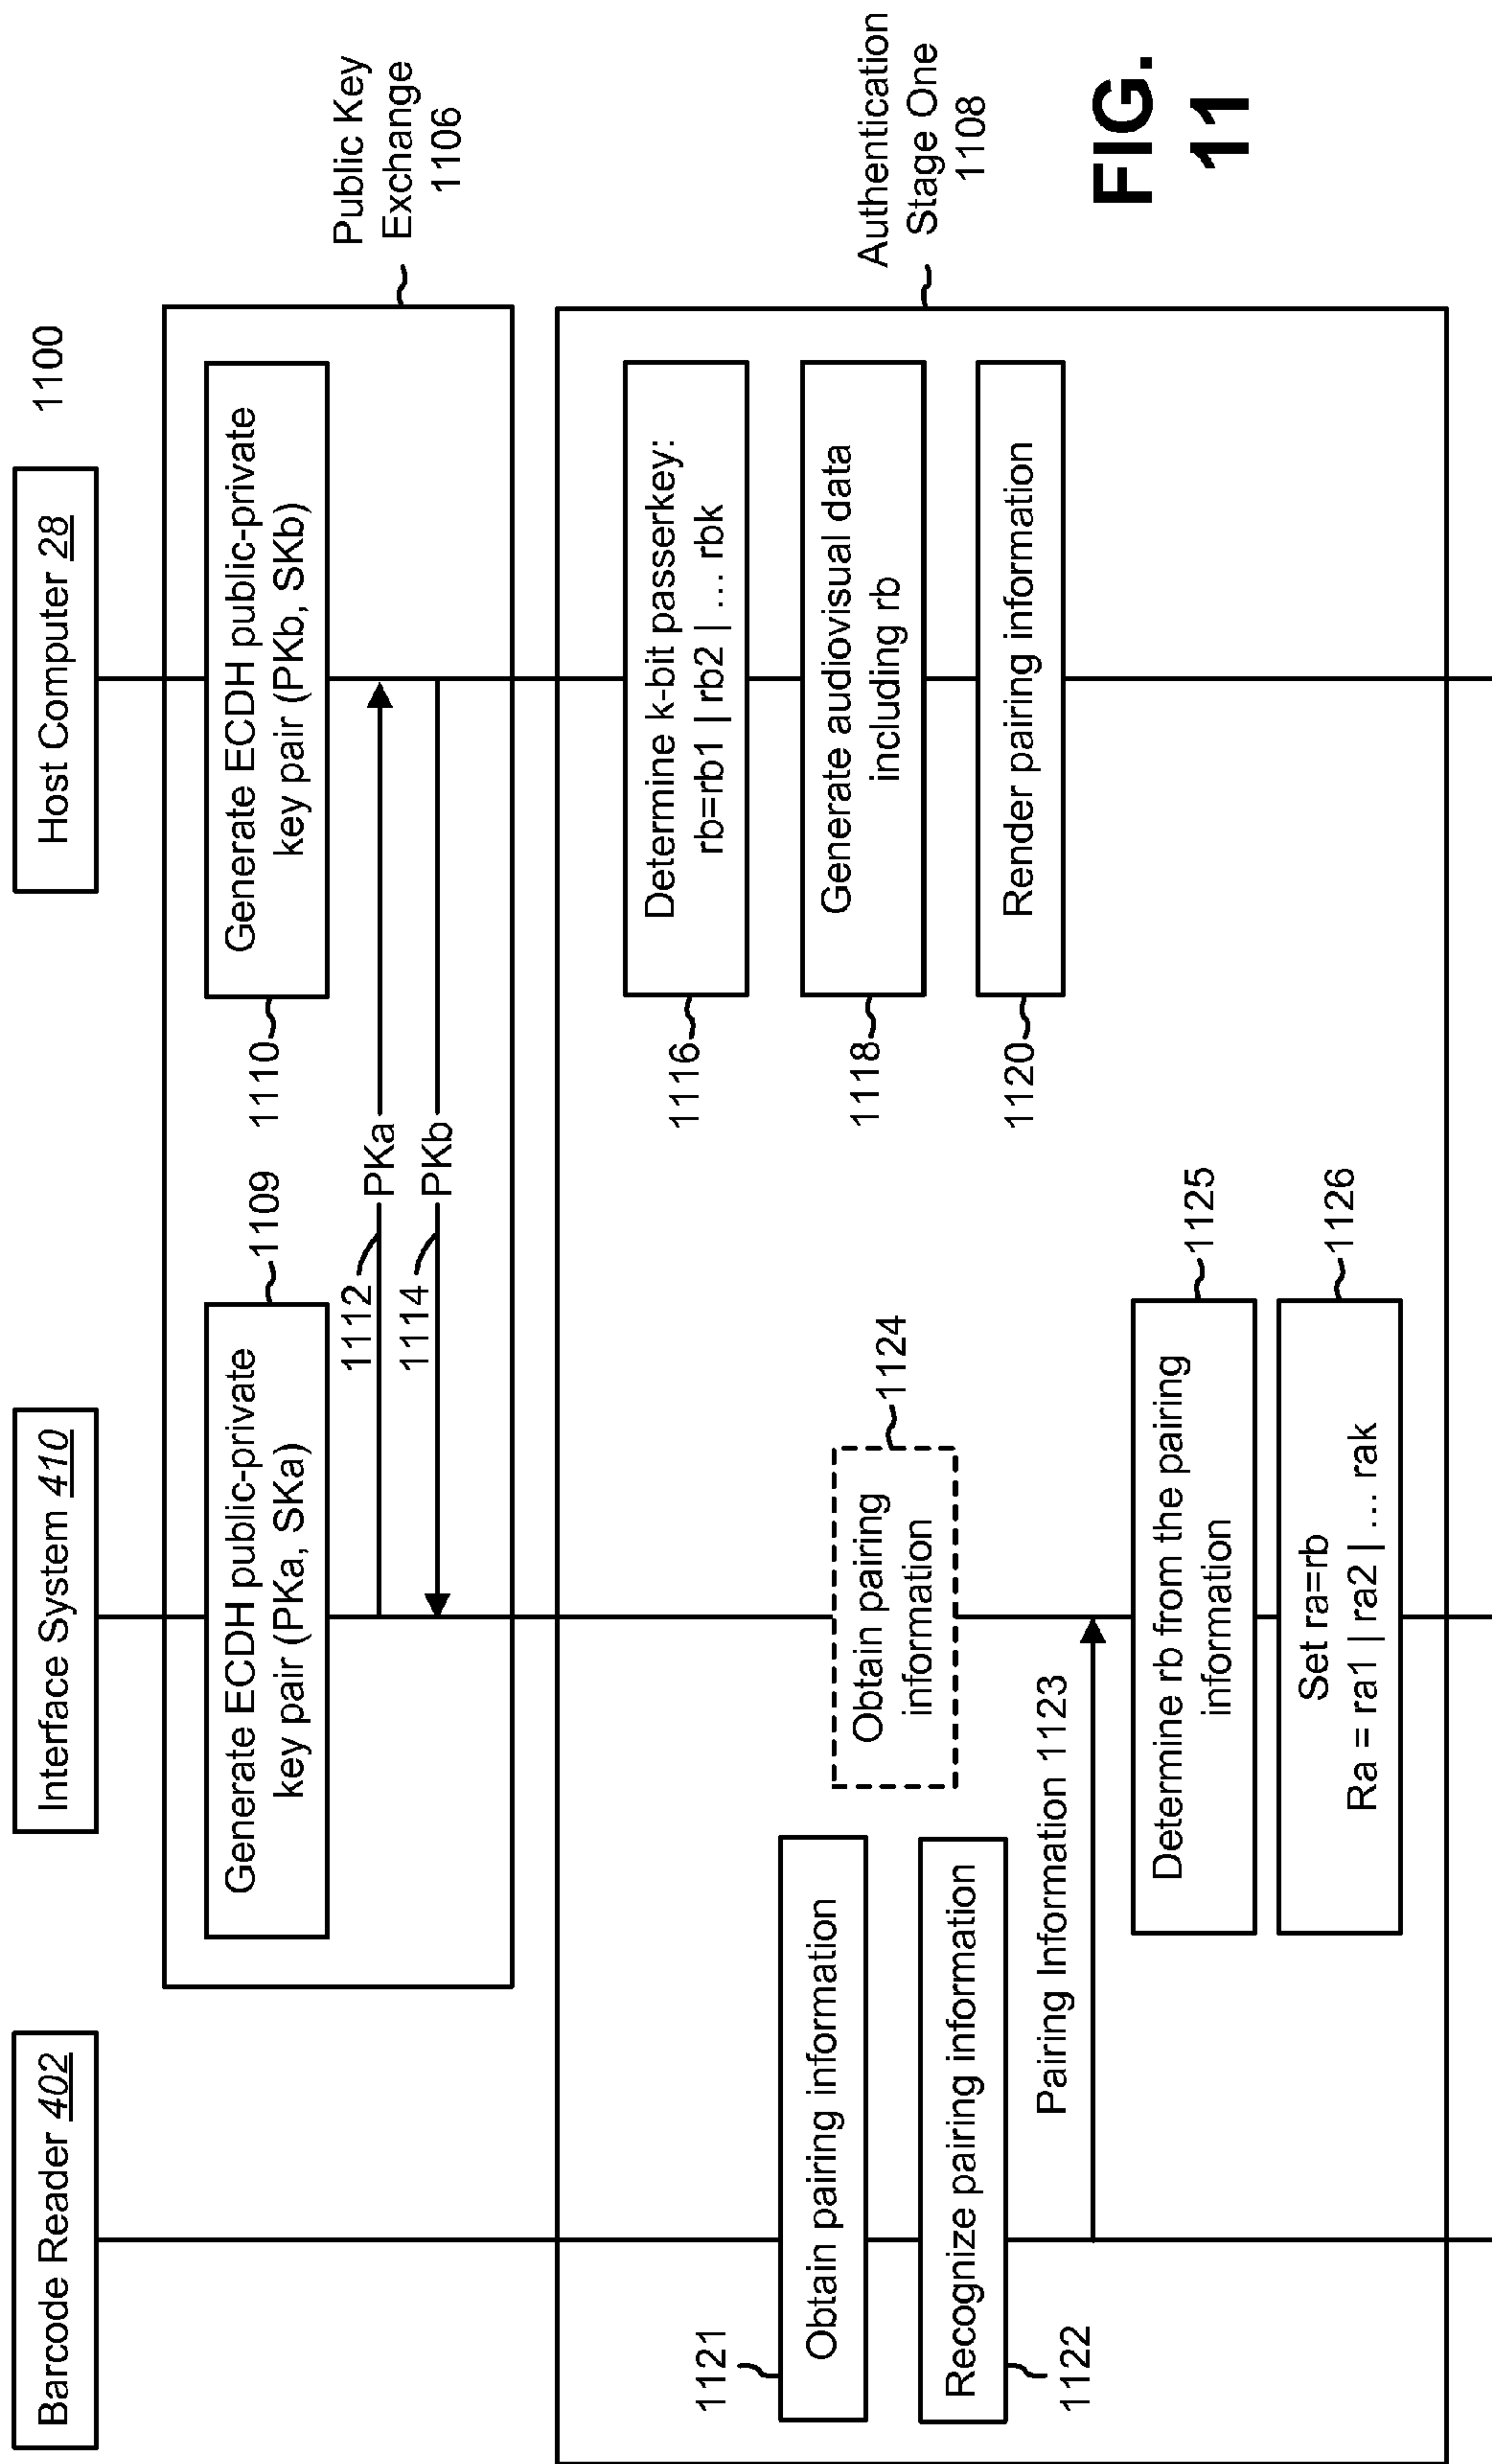 Barcode Reader 402
Interface System 410
Host Computer 28
1100
Generate ECDH public-private
key pair (PKa, SKa)
1109
Generate ECDH public-private
key pair (PKb, SKb)
1110
Public Key
Exchange
1106
1112
PKa
1114
PKb
Determine k-bit passerkey:
rb=rb1 | rb2 | ... rbk
1116
Generate audiovisual data
including rb
1118
Render pairing information
1120
Authentication
Stage One
1108
1121
Obtain pairing information
Recognize pairing information
1122
Obtain pairing
information
1124
Pairing Information 1123
Determine rb from the pairing
information
1125
Set ra=rb
Ra = ra1 | ra2 | ... rak
1126
FIG.
11